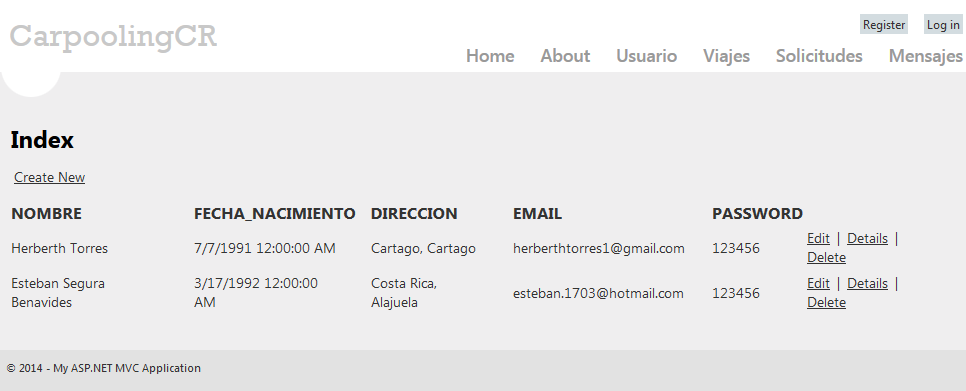 CarpoolingCR
Register Log in
Home About Usuario Viajes Solicitudes Mensajes
Index
Create New
NOMBRE FECHA_NACIMIENTO DIRECCION EMAIL PASSWORD
Herberth Torres 7/7/1991 12:00:00 AM Cartago, Cartago herberthtorres1@gmail.com 123456 Edit | Details |
Delete
Esteban Segura 3/17/1992 12:00:00 Costa Rica, esteban.1703@hotmail.com 123456 Edit | Details |
Benavides AM Alajuela Delete
© 2014 - My ASP.NET MVC Application